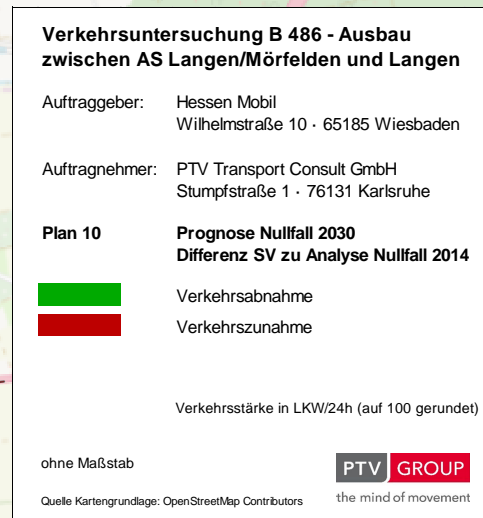 Verkehrsuntersuchung B 486 - Ausbau
zwischen AS Langen/Mörfelden und Langen
Auftraggeber: Hessen Mobil
Wilhelmstraße 10 · 65185 Wiesbaden
Auftragnehmer: PTV Transport Consult GmbH
Stumpfstraße 1 · 76131 Karlsruhe
Plan 10 Prognose Nullfall 2030
Differenz SV zu Analyse Nullfall 2014
Verkehrsabnahme
Verkehrszunahme
Verkehrsstärke in LKW/24h (auf 100 gerundet)
ohne Maßstab
PTV GROUP
the mind of movement
Quelle Kartengrundlage: OpenStreetMap Contributors